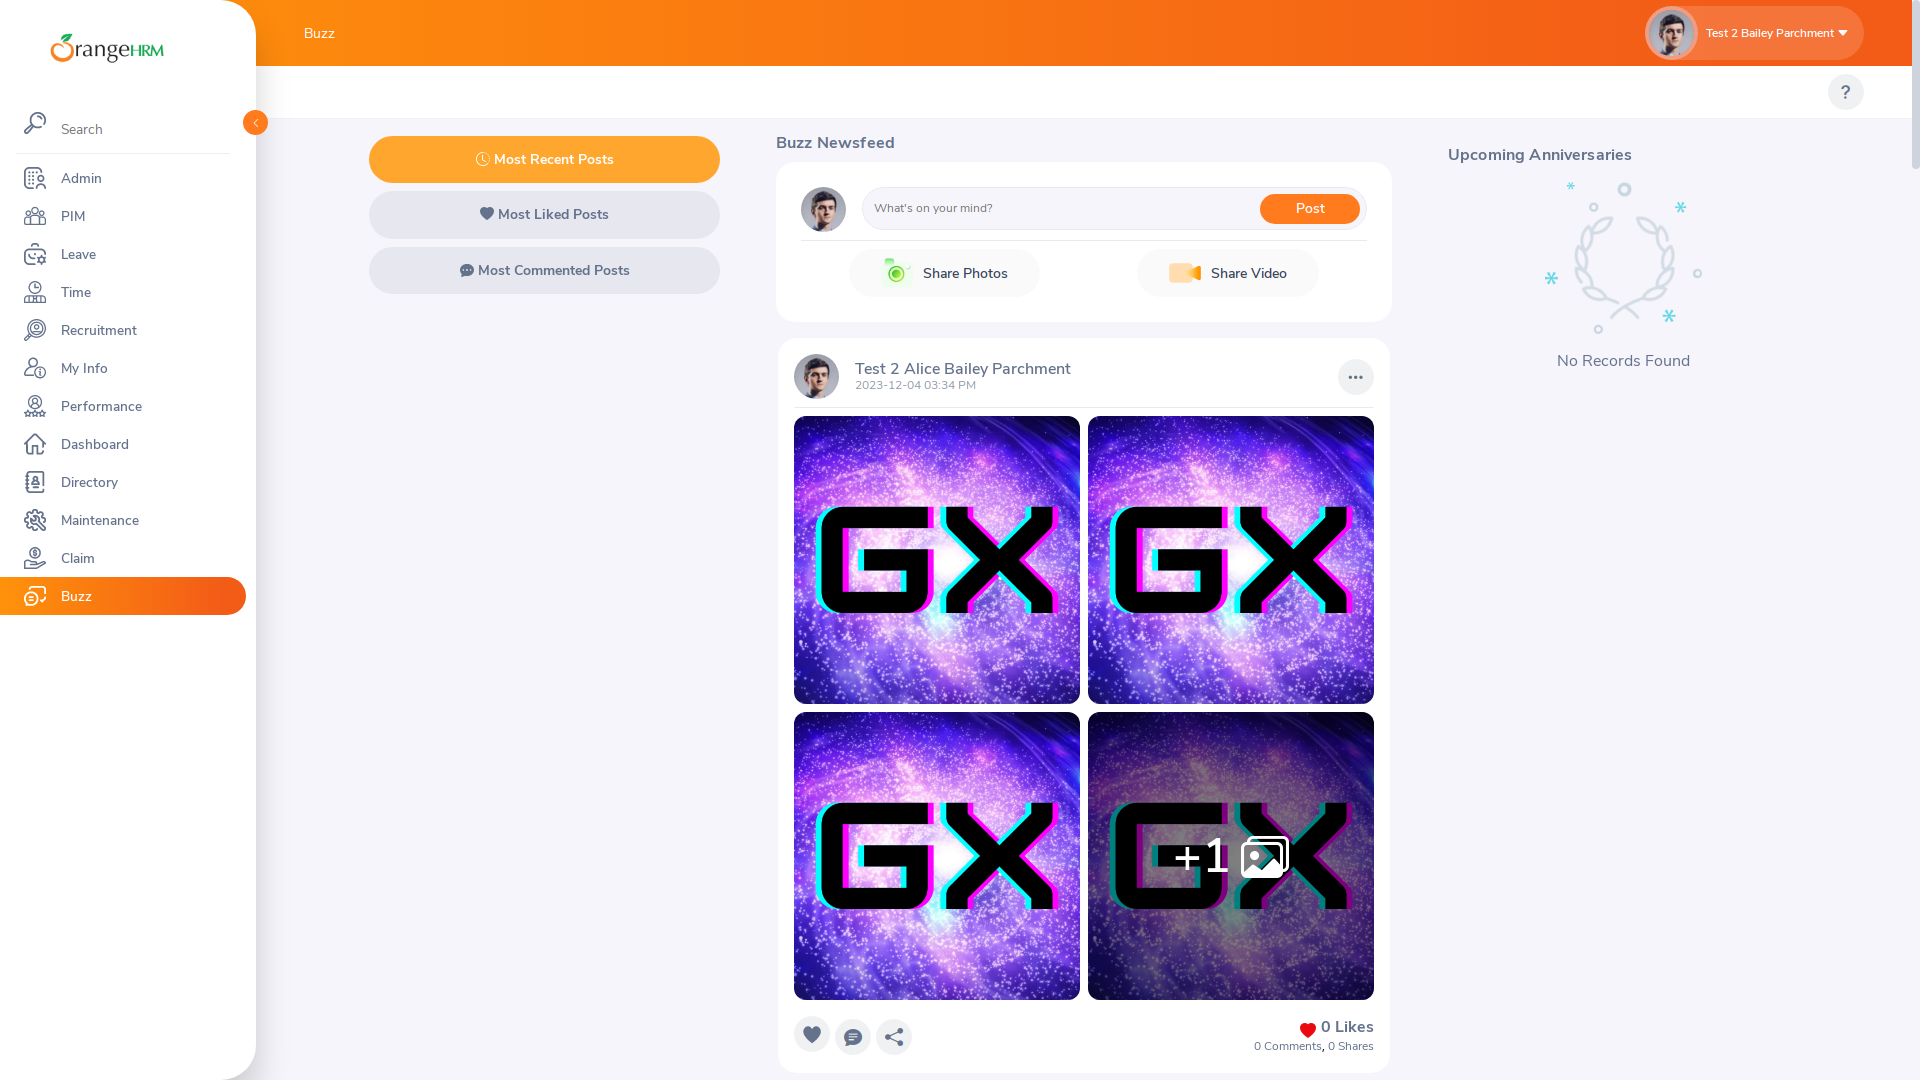 OrangeHRM
Search
Admin
PIM
Leave
Time
Recruitment
My Info
Performance
Dashboard
Directory
Maintenance
Claim
Buzz
Buzz
Test 2 Bailey Parchment
?
Most Recent Posts
Most Liked Posts
Most Commented Posts
Buzz Newsfeed
What's on your mind?
Post
Share Photos
Share Video
Test 2 Alice Bailey Parchment
2023-12-04 03:34 PM
GX
GX
GX
GX
+1
0 Likes
0 Comments, 0 Shares
Upcoming Anniversaries
No Records Found